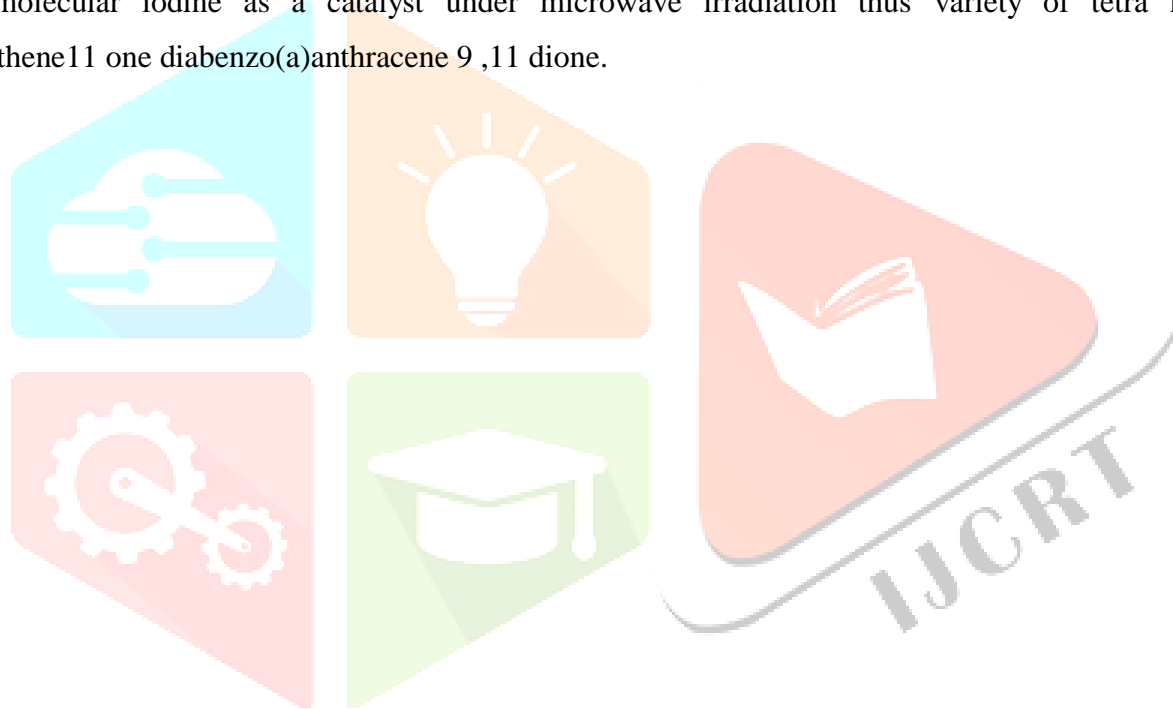 molecular iodine as a catalyst under microwave irradiation thus variety of tetra
thene11 one diabenzo(a)anthracene 9 ,11 dione.
IJCRT